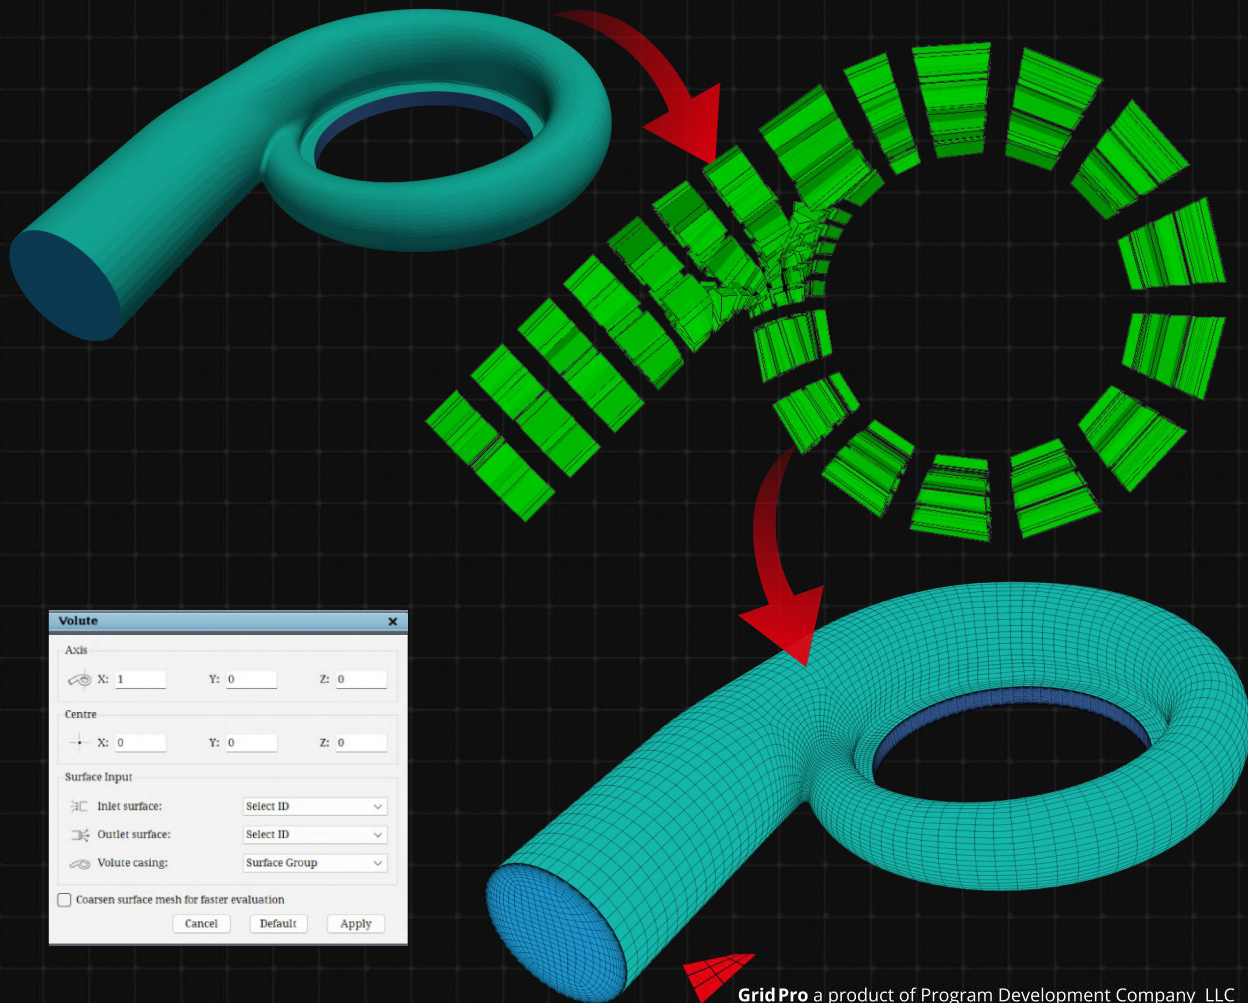 Volute
Axis
X: 1 Y: 0 Z: 0
Centre
X: 0 Y: 0 Z: 0
Surface Input
Inlet surface: Select ID
Outlet surface: Select ID
Volute casing: Surface Group
Coarsen surface mesh for faster evaluation
Cancel Default Apply
GridPro a product of Program Development Company LLC